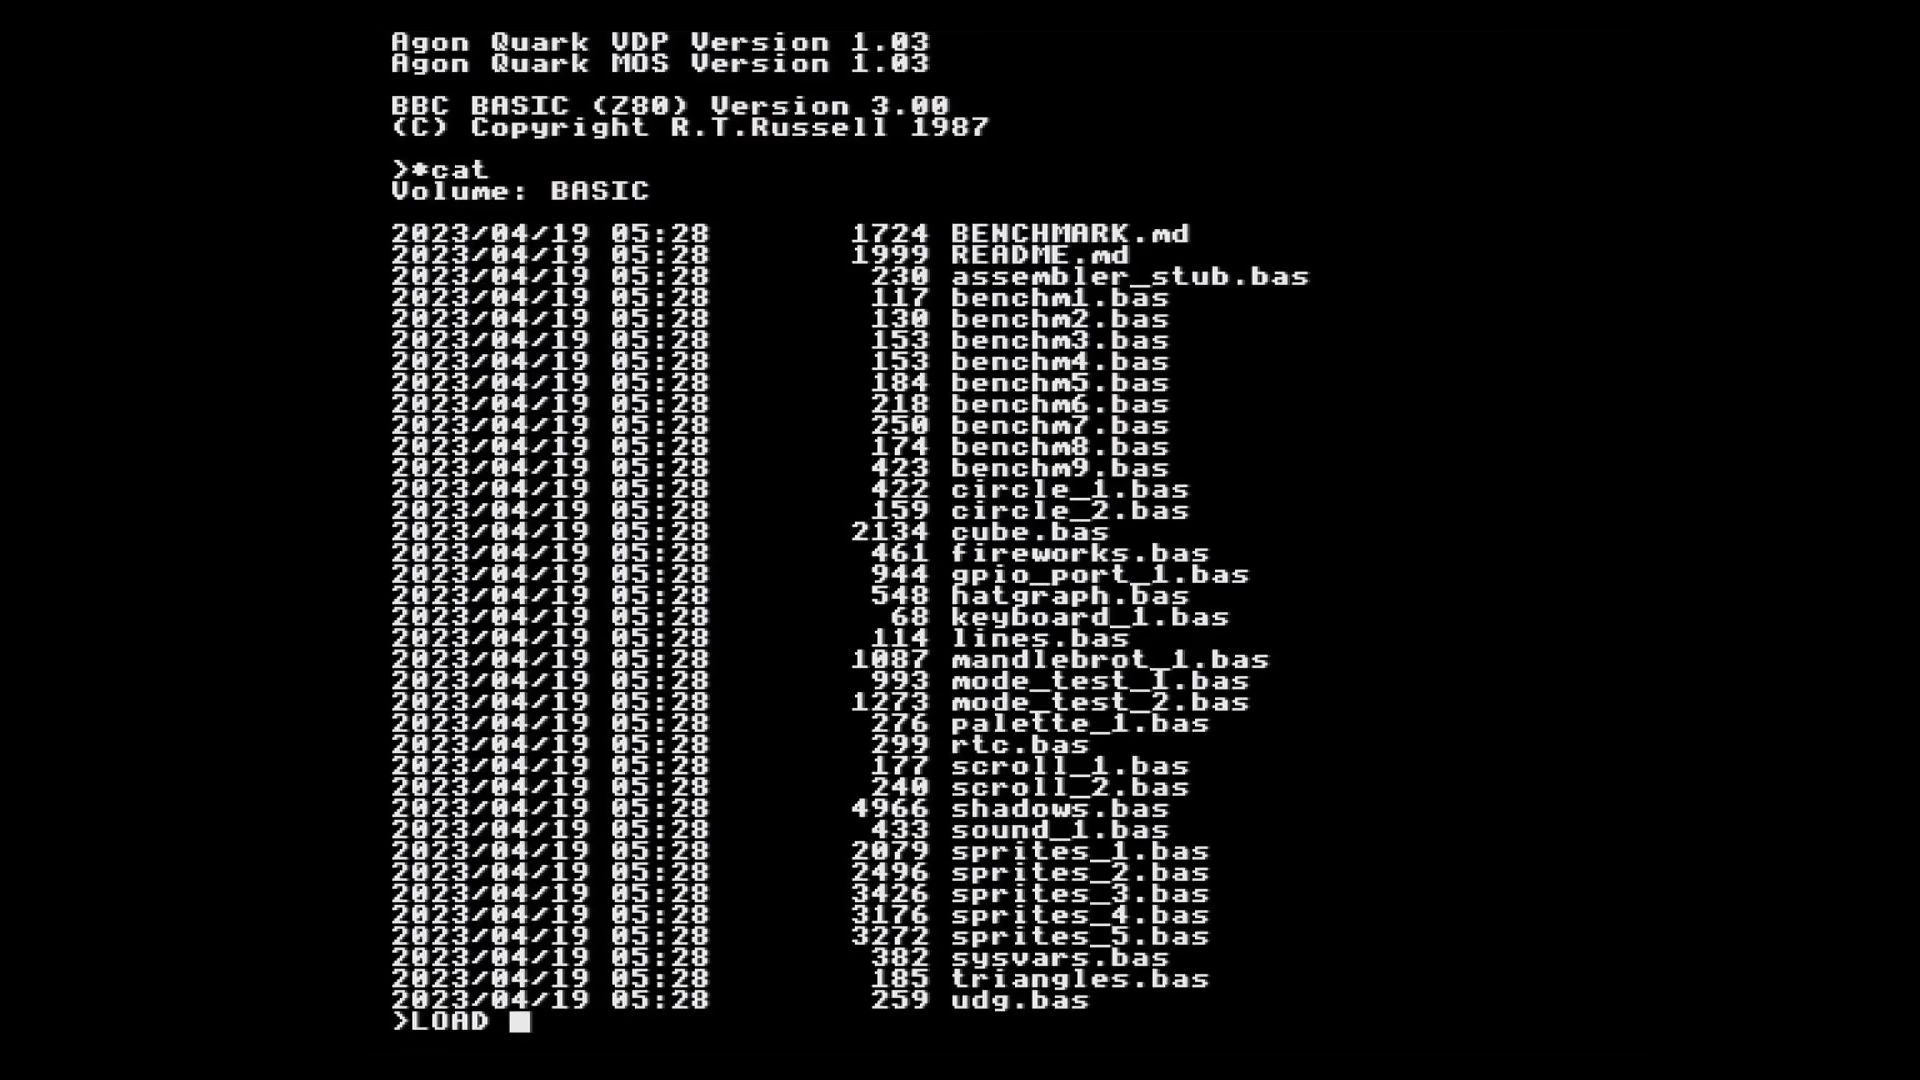 Agon Quark VDP Version 1.03
Agon Quark MOS Version 1.03
BBC BASIC (Z80) Version 3.00
(C) Copyright R.T.Russell 1987
>*cat
Volume: BASIC
2023/04/19 05:28 1724 BENCHMARK.md
2023/04/19 05:28 1999 README.md
2023/04/19 05:28 230 assembler_stub.bas
2023/04/19 05:28 117 benchm1.bas
2023/04/19 05:28 130 benchm2.bas
2023/04/19 05:28 153 benchm3.bas
2023/04/19 05:28 153 benchm4.bas
2023/04/19 05:28 184 benchm5.bas
2023/04/19 05:28 218 benchm6.bas
2023/04/19 05:28 250 benchm7.bas
2023/04/19 05:28 174 benchm8.bas
2023/04/19 05:28 423 benchm9.bas
2023/04/19 05:28 422 circle_1.bas
2023/04/19 05:28 159 circle_2.bas
2023/04/19 05:28 2134 cube.bas
2023/04/19 05:28 461 fireworks.bas
2023/04/19 05:28 944 gpio_port_1.bas
2023/04/19 05:28 548 hatgraph.bas
2023/04/19 05:28 68 keyboard_1.bas
2023/04/19 05:28 114 lines.bas
2023/04/19 05:28 1087 mandlebrot_1.bas
2023/04/19 05:28 993 mode_test_1.bas
2023/04/19 05:28 1273 mode_test_2.bas
2023/04/19 05:28 276 palette_1.bas
2023/04/19 05:28 299 rtc.bas
2023/04/19 05:28 177 scroll_1.bas
2023/04/19 05:28 240 scroll_2.bas
2023/04/19 05:28 4966 shadows.bas
2023/04/19 05:28 433 sound_1.bas
2023/04/19 05:28 2079 sprites_1.bas
2023/04/19 05:28 2496 sprites_2.bas
2023/04/19 05:28 3426 sprites_3.bas
2023/04/19 05:28 3176 sprites_4.bas
2023/04/19 05:28 3272 sprites_5.bas
2023/04/19 05:28 382 sysvars.bas
2023/04/19 05:28 185 triangles.bas
2023/04/19 05:28 259 udg.bas
>LOAD